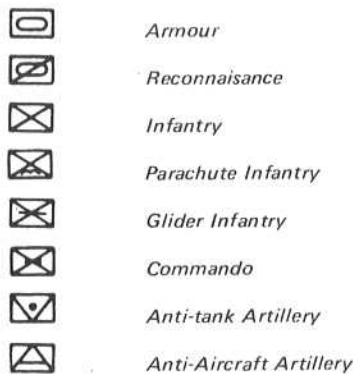 Armour
Reconnaisance
Infantry
Parachute Infantry
Glider Infantry
Commando
Anti-tank Artillery
Anti-Aircraft Artillery